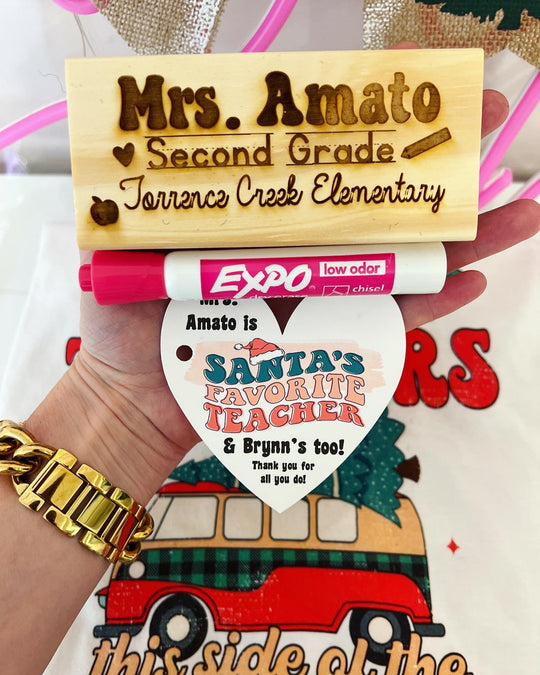 Mrs. Amato
Second Grade
Torrence Creek Elementary
EXPO
low odor
chisel
Mrs.
Amato is
SANTA'S
FAVORITE
TEACHER
& Brynn's too!
Thank you for
all you do!
this side of the